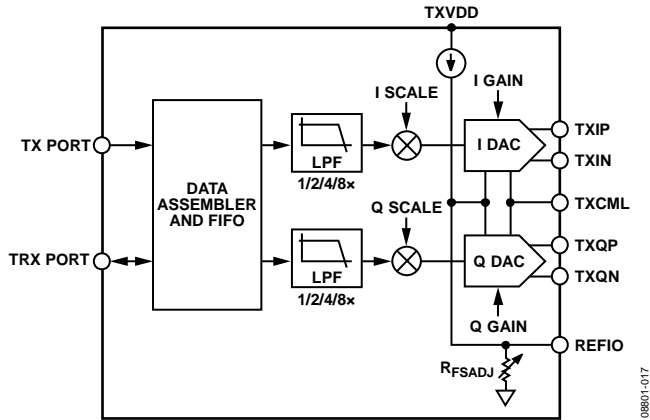 TXVDD
I GAIN
I SCALE
TX PORT
LPF
1/2/4/8×
I DAC
TXIP
TXIN
DATA
ASSEMBLER
AND FIFO
Q SCALE
TXCML
TRX PORT
LPF
1/2/4/8×
Q DAC
TXQP
TXQN
Q GAIN
RFSADJ
REFIO
08801-017